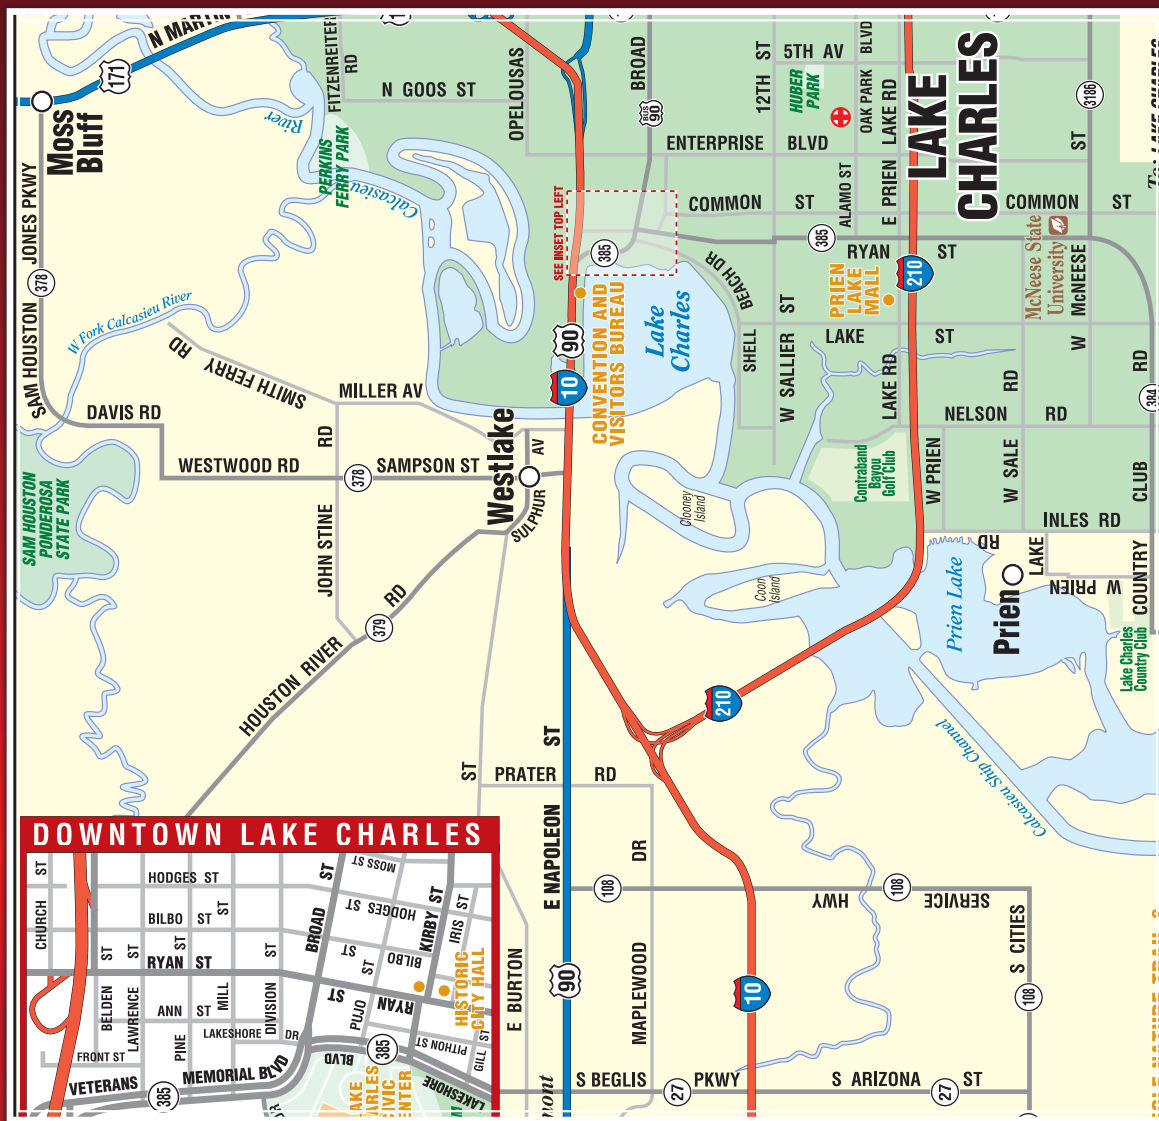 N MARTIN
171
Moss
Bluff
FITZENREITER
RD
N GOOS ST
OPELOUSAS
BROAD
BUS
90
12TH ST
5TH AV
HUBER
PARK
OAK PARK BLVD
E PRIEN LAKE RD
LAKE
CHARLES
3186
ST
ENTERPRISE BLVD
River
PERKINS
FERRY PARK
Calcasieu
JONES PKWY
378
SAM HOUSTON
W Fork Calcasieu River
SEE INSET TOP LEFT
COMMON ST
ALAMO ST
COMMON ST
385
385
RYAN ST
BEACH DR
PRIEN
LAKE
MALL
210
McNeese State
University
W McNEESE
CONVENTION AND
VISITORS BUREAU
Lake
Charles
90
10
SHELL
W SALLIER ST
LAKE ST
LAKE RD
NELSON RD
RD
384
SMITH FERRY RD
MILLER AV
DAVIS RD
WESTWOOD RD
378
SAMPSON ST
Westlake
AV
SULPHUR
SAM HOUSTON
PONDEROSA
STATE PARK
JOHN STINE RD
Clooney
Island
Contraband
Bayou
Golf Club
W PRIEN
W SALE RD
CLUB
INLES RD
Coon
Island
Prien Lake
Prien
LAKE
RD
W PRIEN
COUNTRY
Lake Charles
Country Club
379
HOUSTON RIVER RD
210
Calcasieu Ship Channel
ST
PRATER RD
E NAPOLEON ST
DR
108
HWY
108
SERVICE
S CITIES
108
E BURTON
90
MAPLEWOOD
10
S BEGLIS PKWY
27
S ARIZONA ST
27
DOWNTOWN LAKE CHARLES
CHURCH ST
HODGES ST
BILBO ST
ST
ST
RYAN ST
BELDEN ST
LAWRENCE ST
ANN ST
MILL
DIVISION ST
PINE
LAKESHORE DR
FRONT ST
VETERANS MEMORIAL BLVD
385
BROAD ST
MOSS ST
HODGES ST
KIRBY ST
IRIS ST
BILBO ST
PUJO ST
RYAN ST
HISTORIC
CITY HALL
PITHON ST
GILL ST
385
LAKESHORE BLVD